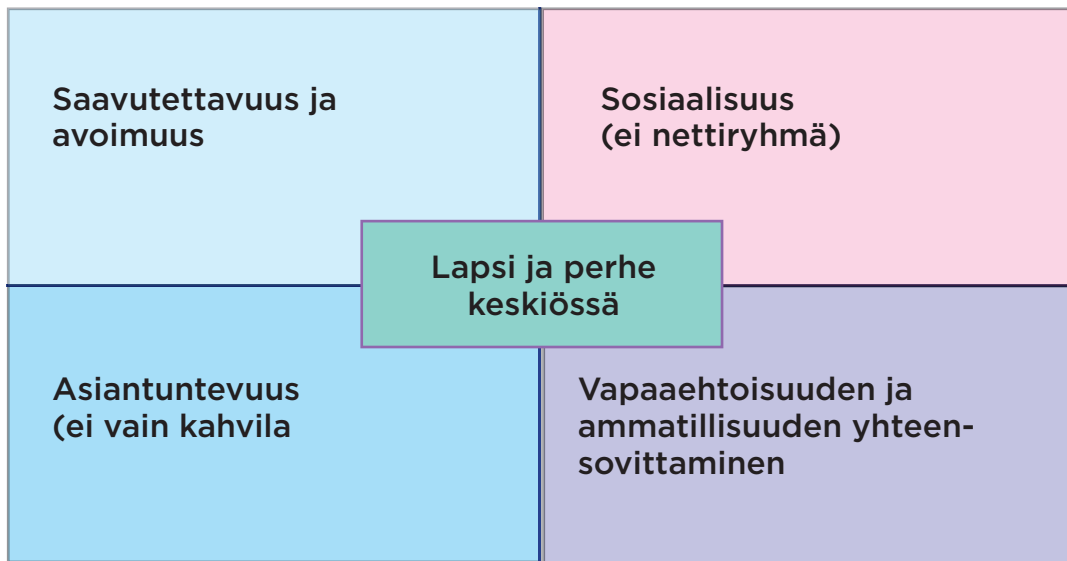 Saavutettavuus ja
avoimuus
Sosiaalisuus
(ei nettiryhmä)
Lapsi ja perhe
keskiössä
Asiantuntevuus
(ei vain kahvila
Vapaaehtoisuuden ja
ammatillisuuden yhteen-
sovittaminen